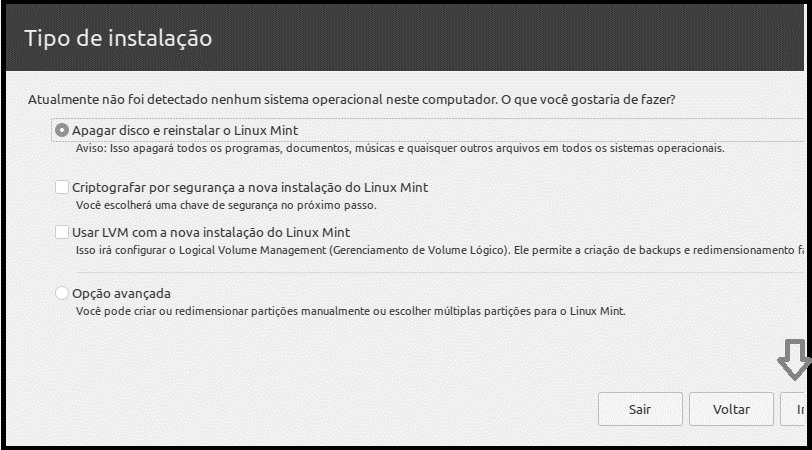 Tipo de instalação
Atualmente não foi detectado nenhum sistema operacional neste computador. O que você gostaria de fazer?
Apagar disco e reinstalar o Linux Mint
Aviso: Isso apagará todos os programas, documentos, músicas e quaisquer outros arquivos em todos os sistemas operacionais.
Criptografar por segurança a nova instalação do Linux Mint
Você escolherá uma chave de segurança no próximo passo.
Usar LVM com a nova instalação do Linux Mint
Isso irá configurar o Logical Volume Management (Gerenciamento de Volume Lógico). Ele permite a criação de backups e redimensionamento
Opção avançada
Você pode criar ou redimensionar partições manualmente ou escolher múltiplas partições para o Linux Mint.
Sair Voltar